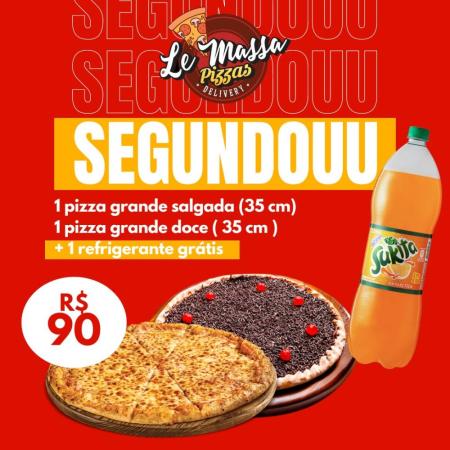 SEGUNDOUU
SEGUNDOUU
Le Massa
Pizzas
DELIVERY
SEGUNDOUU
1 pizza grande salgada (35 cm)
1 pizza grande doce ( 35 cm )
+ 1 refrigerante grátis
Sukita
R$
90